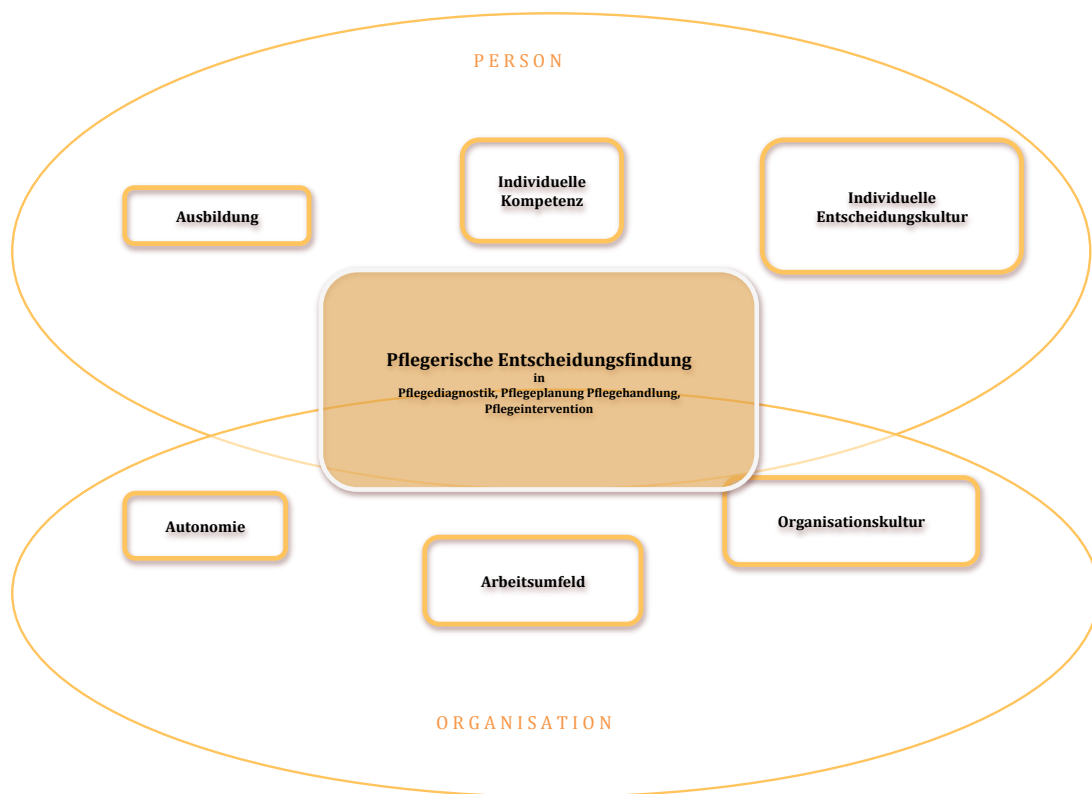 PERSON
Individuelle
Kompetenz
Individuelle
Entscheidungskultur
Ausbildung
Pflegerische Entscheidungsfindung
in
Pflegediagnostik, Pflegeplanung Pflegehandlung,
Pflegeintervention
Autonomie
Organisationskultur
Arbeitsumfeld
ORGANISATION